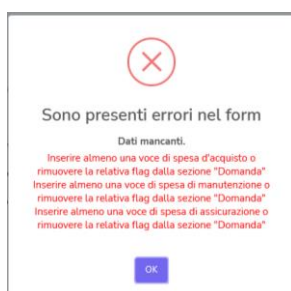 Sono presenti errori nel form
Dati mancanti.
Inserire almeno una voce di spesa d'acquisto o
rimuovere la relativa flag dalla sezione "Domanda"
Inserire almeno una voce di spesa di manutenzione o
rimuovere la relativa flag dalla sezione "Domanda"
Inserire almeno una voce di spesa di assicurazione o
rimuovere la relativa flag dalla sezione "Domanda"
OK